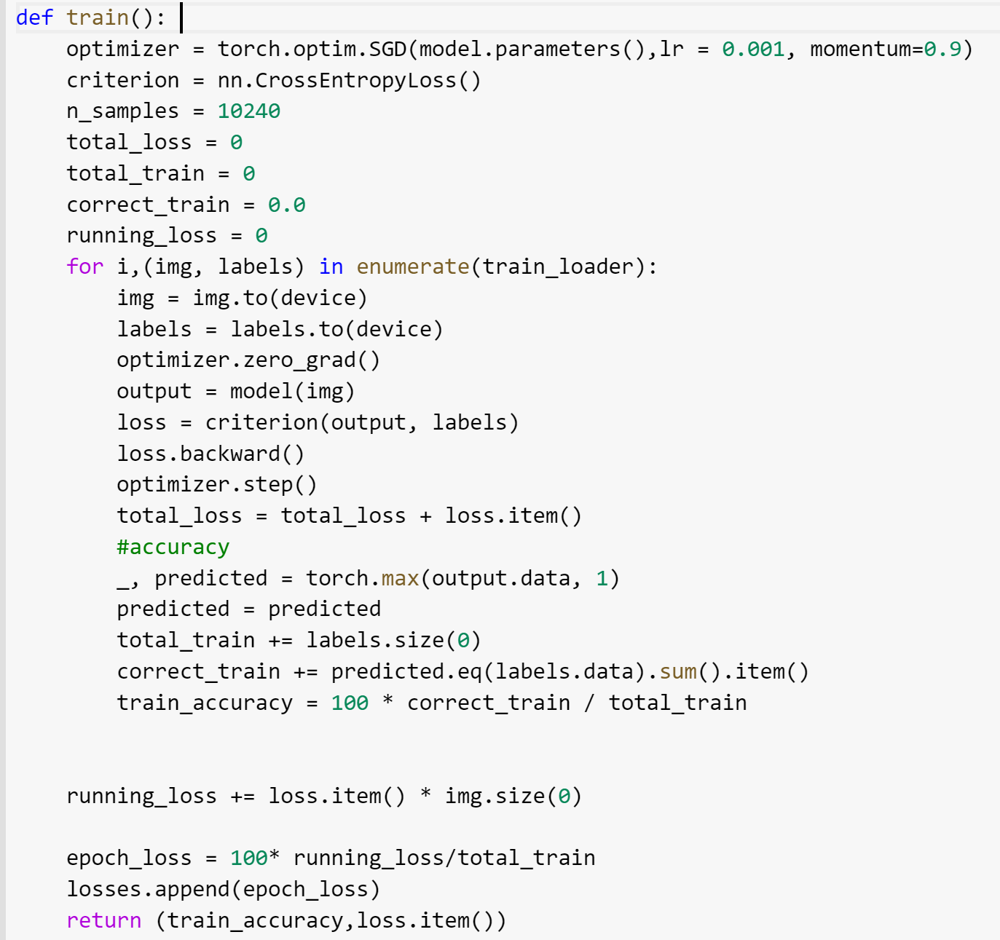 def train():
    optimizer = torch.optim.SGD(model.parameters(),lr = 0.001, momentum=0.9)
    criterion = nn.CrossEntropyLoss()
    n_samples = 10240
    total_loss = 0
    total_train = 0
    correct_train = 0.0
    running_loss = 0
    for i,(img, labels) in enumerate(train_loader):
        img = img.to(device)
        labels = labels.to(device)
        optimizer.zero_grad()
        output = model(img)
        loss = criterion(output, labels)
        loss.backward()
        optimizer.step()
        total_loss = total_loss + loss.item()
        #accuracy
        _, predicted = torch.max(output.data, 1)
        predicted = predicted
        total_train += labels.size(0)
        correct_train += predicted.eq(labels.data).sum().item()
        train_accuracy = 100 * correct_train / total_train
    running_loss += loss.item() * img.size(0)
    epoch_loss = 100* running_loss/total_train
    losses.append(epoch_loss)
    return (train_accuracy,loss.item())